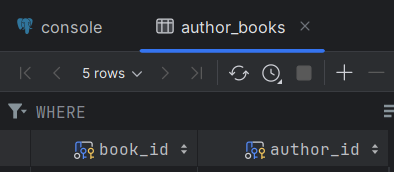 console author_books
5 rows
WHERE
book_id author_id